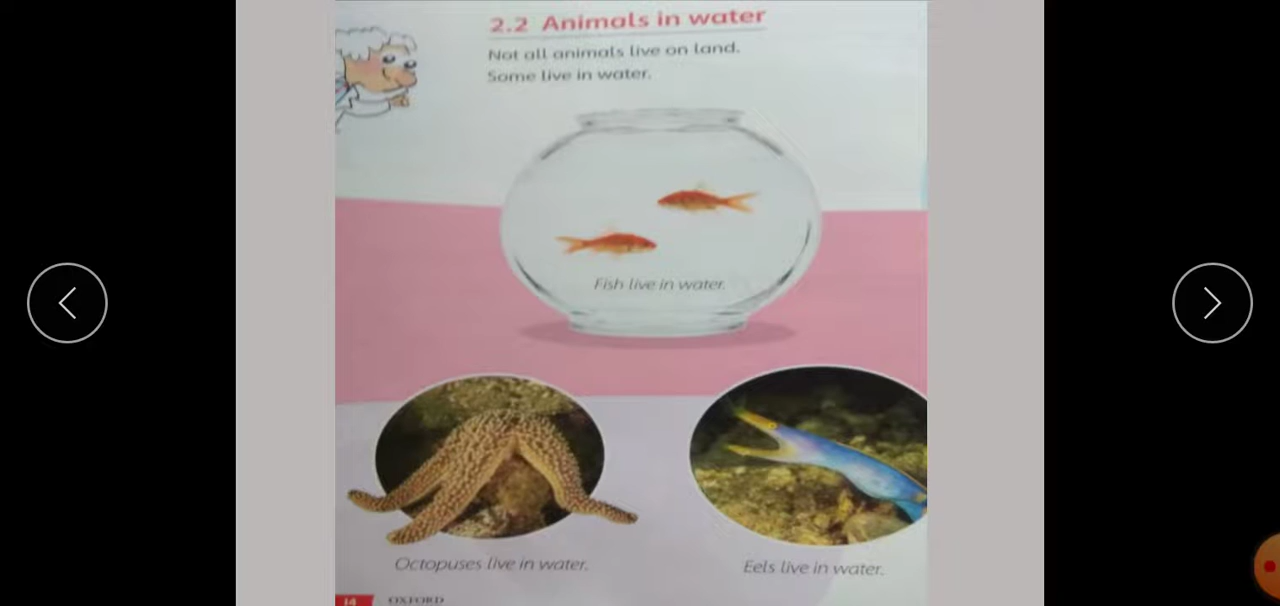 2.2 Animals in water
Not all animals live on land.
Some live in water.
Fish live in water.
Octopuses live in water.
Eels live in water.
14 OXFORD